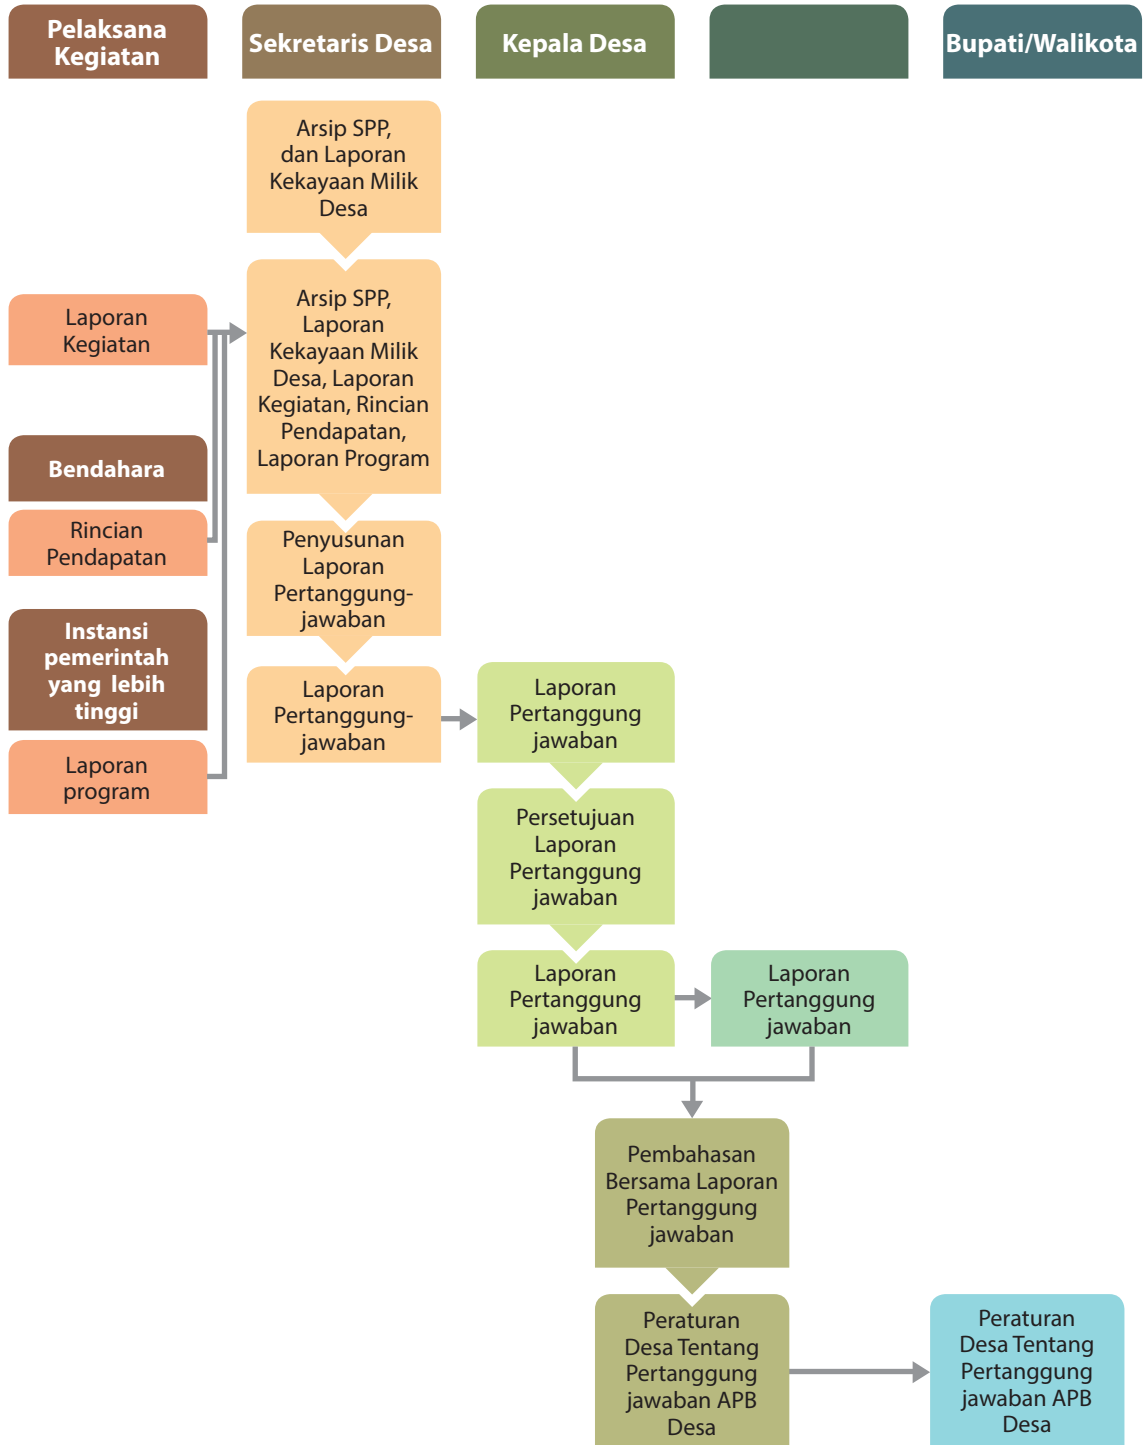 Pelaksana
Kegiatan
Sekretaris Desa
Kepala Desa
Bupati/Walikota
Arsip SPP,
dan Laporan
Kekayaan Milik
Desa
Laporan
Kegiatan
Arsip SPP,
Laporan
Kekayaan Milik
Desa, Laporan
Kegiatan, Rincian
Pendapatan,
Laporan Program
Bendahara
Rincian
Pendapatan
Penyusunan
Laporan
Pertanggung-
jawaban
Instansi
pemerintah
yang lebih
tinggi
Laporan
program
Laporan
Pertanggung-
jawaban
Laporan
Pertanggung
jawaban
Persetujuan
Laporan
Pertanggung
jawaban
Laporan
Pertanggung
jawaban
Laporan
Pertanggung
jawaban
Pembahasan
Bersama Laporan
Pertanggung
jawaban
Peraturan
Desa Tentang
Pertanggung
jawaban APB
Desa
Peraturan
Desa Tentang
Pertanggung
jawaban APB
Desa